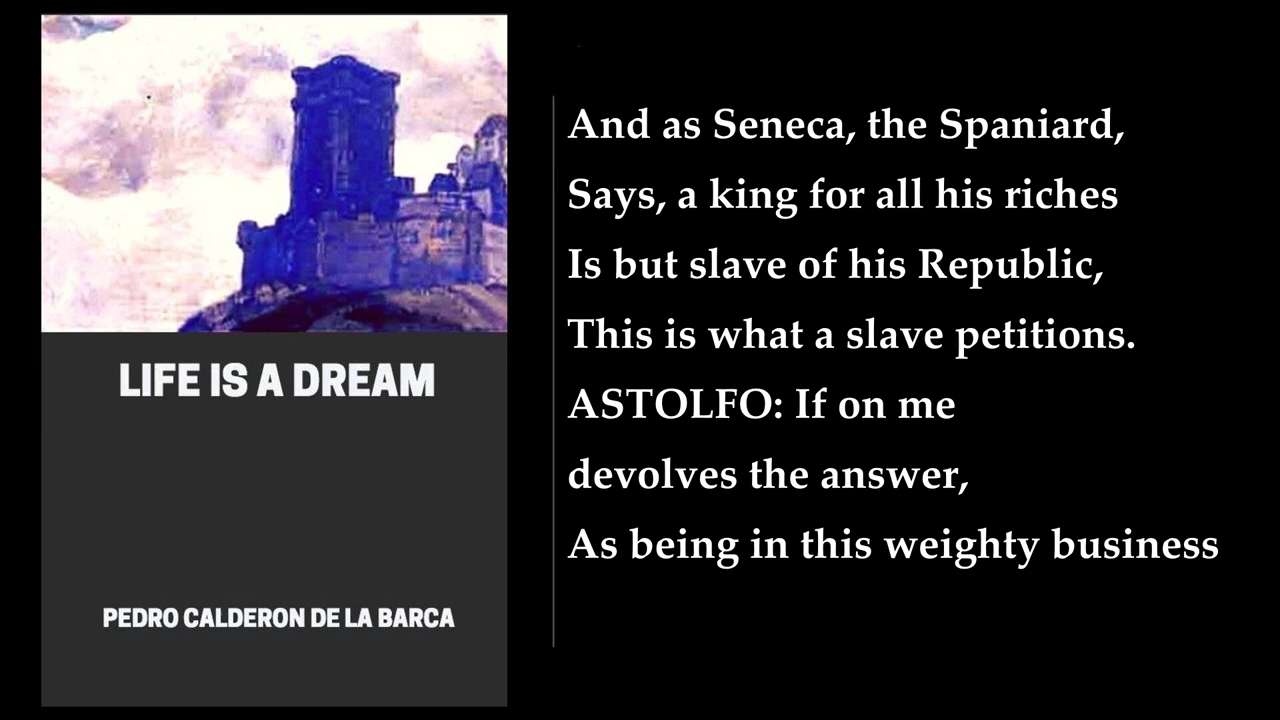 LIFE IS A DREAM
PEDRO CALDERON DE LA BARCA
And as Seneca, the Spaniard,
Says, a king for all his riches
Is but slave of his Republic,
This is what a slave petitions.
ASTOLFO: If on me
devolves the answer,
As being in this weighty business